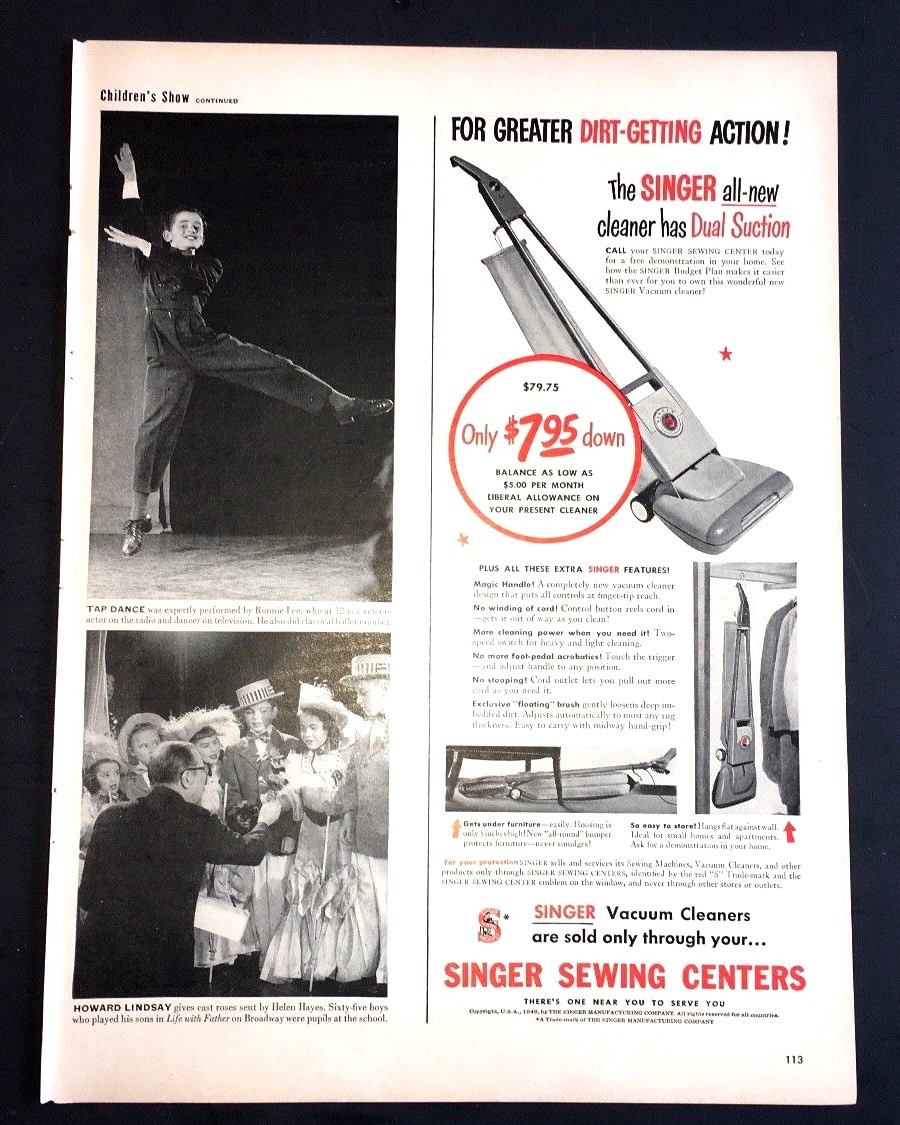 Children's Show CONTINUED
TAP DANCE was expertly performed by Ronnie Lee, who at 12 is a veteran
actor on the radio and dancer on television. He also did classical ballet number.
HOWARD LINDSAY gives cast roses sent by Helen Hayes. Sixty-five boys
who played his sons in Life with Father on Broadway were pupils at the school.
FOR GREATER DIRT-GETTING ACTION!
The SINGER all-new
cleaner has Dual Suction
CALL your SINGER SEWING CENTER today
for a free demonstration in your home. See
how the SINGER Budget Plan makes it easier
than ever for you to own this wonderful new
SINGER Vacuum cleaner!
$79.75
Only $7.95 down
BALANCE AS LOW AS
$5.00 PER MONTH
LIBERAL ALLOWANCE ON
YOUR PRESENT CLEANER
PLUS ALL THESE EXTRA SINGER FEATURES!
Magic Handle! A completely new vacuum cleaner
design that puts all controls at finger-tip reach.
No winding of cord! Control button reels cord in
—gets it out of way as you clean!
More cleaning power when you need it! Two-
speed switch for heavy and light cleaning.
No more foot-pedal acrobatics! Touch the trigger
—and adjust handle to any position.
No stooping! Cord outlet lets you pull out more
cord as you need it.
Exclusive "floating" brush gently loosens deep im-
bedded dirt. Adjusts automatically to most any rug
thickness. Easy to carry with midway hand-grip!
Gets under furniture—easily. Housing is
only 5 inches high! New "all-round" bumper
protects furniture—never smudges!
So easy to store! Hangs flat against wall.
Ideal for small homes and apartments.
Ask for a demonstration in your home.
For your protection SINGER sells and services its Sewing Machines, Vacuum Cleaners, and other
products only through SINGER SEWING CENTERS, identified by the red "S" Trade-mark and the
SINGER SEWING CENTER emblem on the window, and never through other stores or outlets.
S*
SINGER Vacuum Cleaners
are sold only through your...
SINGER SEWING CENTERS
THERE'S ONE NEAR YOU TO SERVE YOU
Copyright, U.S.A., 1949, by THE SINGER MANUFACTURING COMPANY. All rights reserved for all countries.
*A Trade-mark of THE SINGER MANUFACTURING COMPANY
113